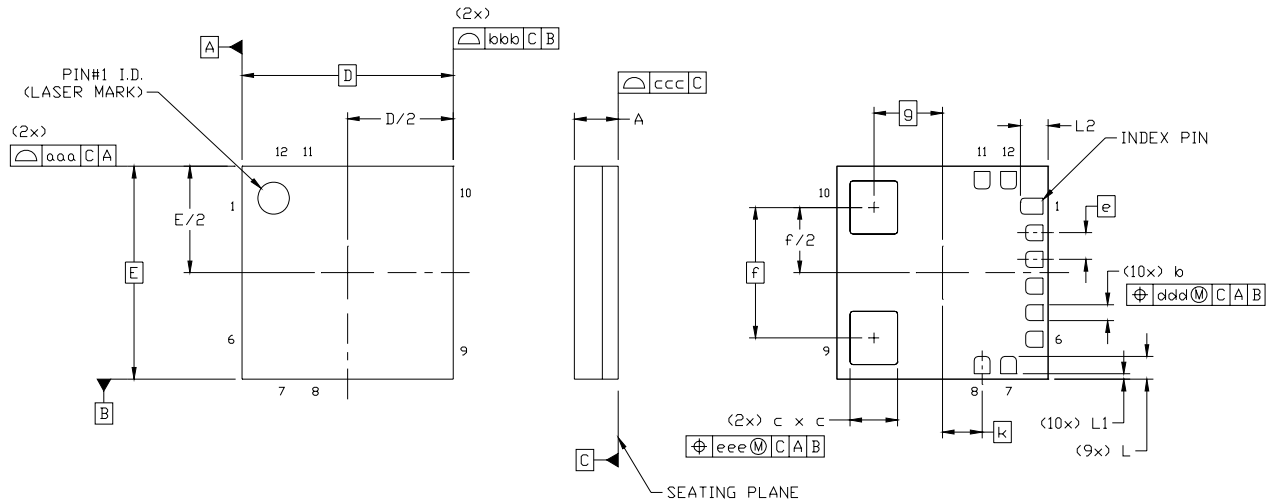 (2x)
⌓ bbb C B
A
D
PIN#1 I.D.
(LASER MARK)
D/2
(2x)
⌓ aaa C A
12 11
1
10
E/2
E
6
9
7 8
B
⌓ ccc C
A
C
SEATING PLANE
g
L2
INDEX PIN
11 12
10
1
e
f/2
f
(10x) b
⌖ ddd Ⓜ C A B
9
6
8 7
(2x) c x c
⌖ eee Ⓜ C A B
k
(10x) L1
(9x) L